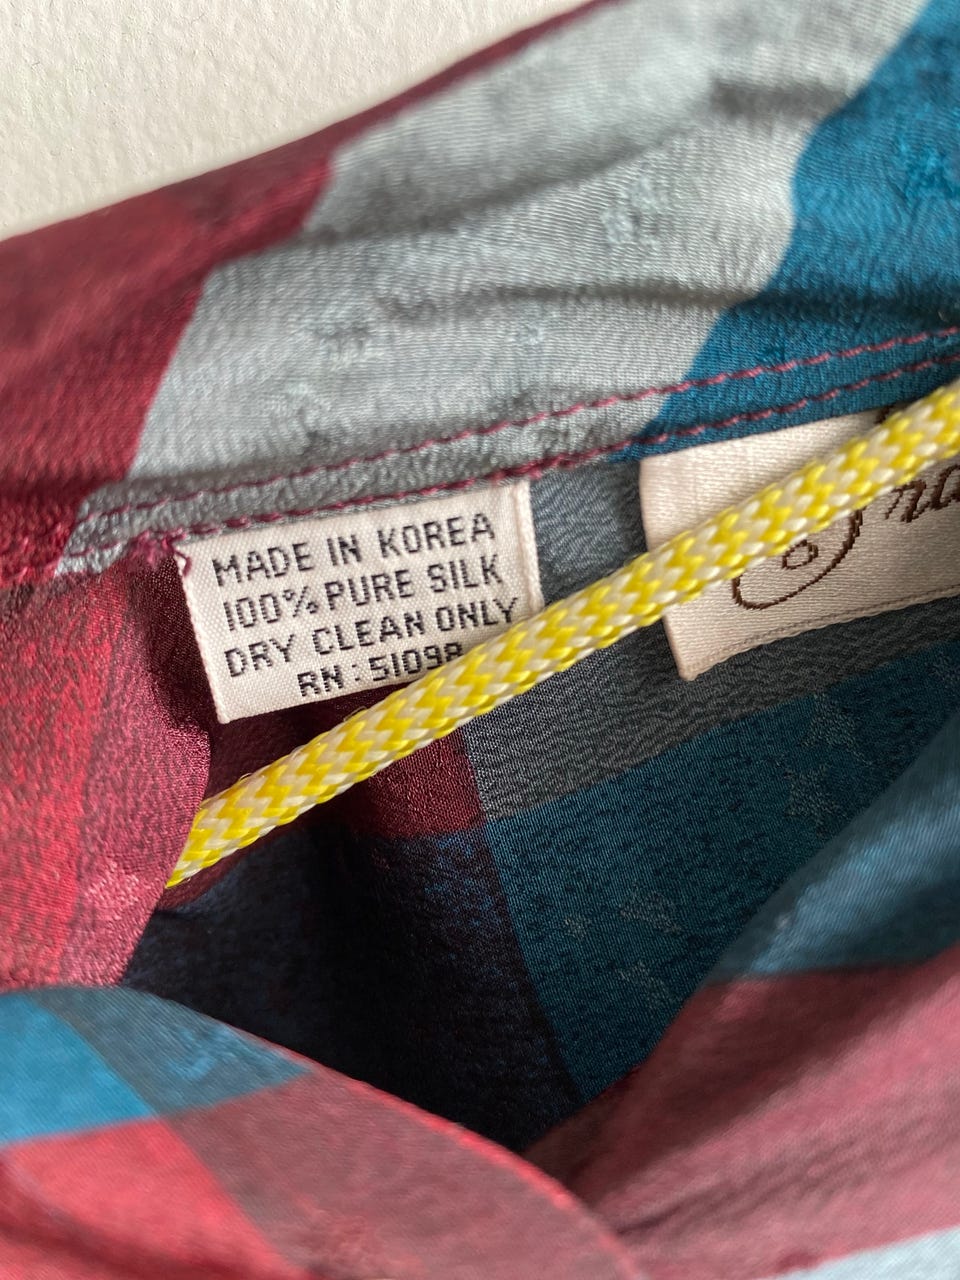 MADE IN KOREA
100% PURE SILK
DRY CLEAN ONLY
RN : 51098